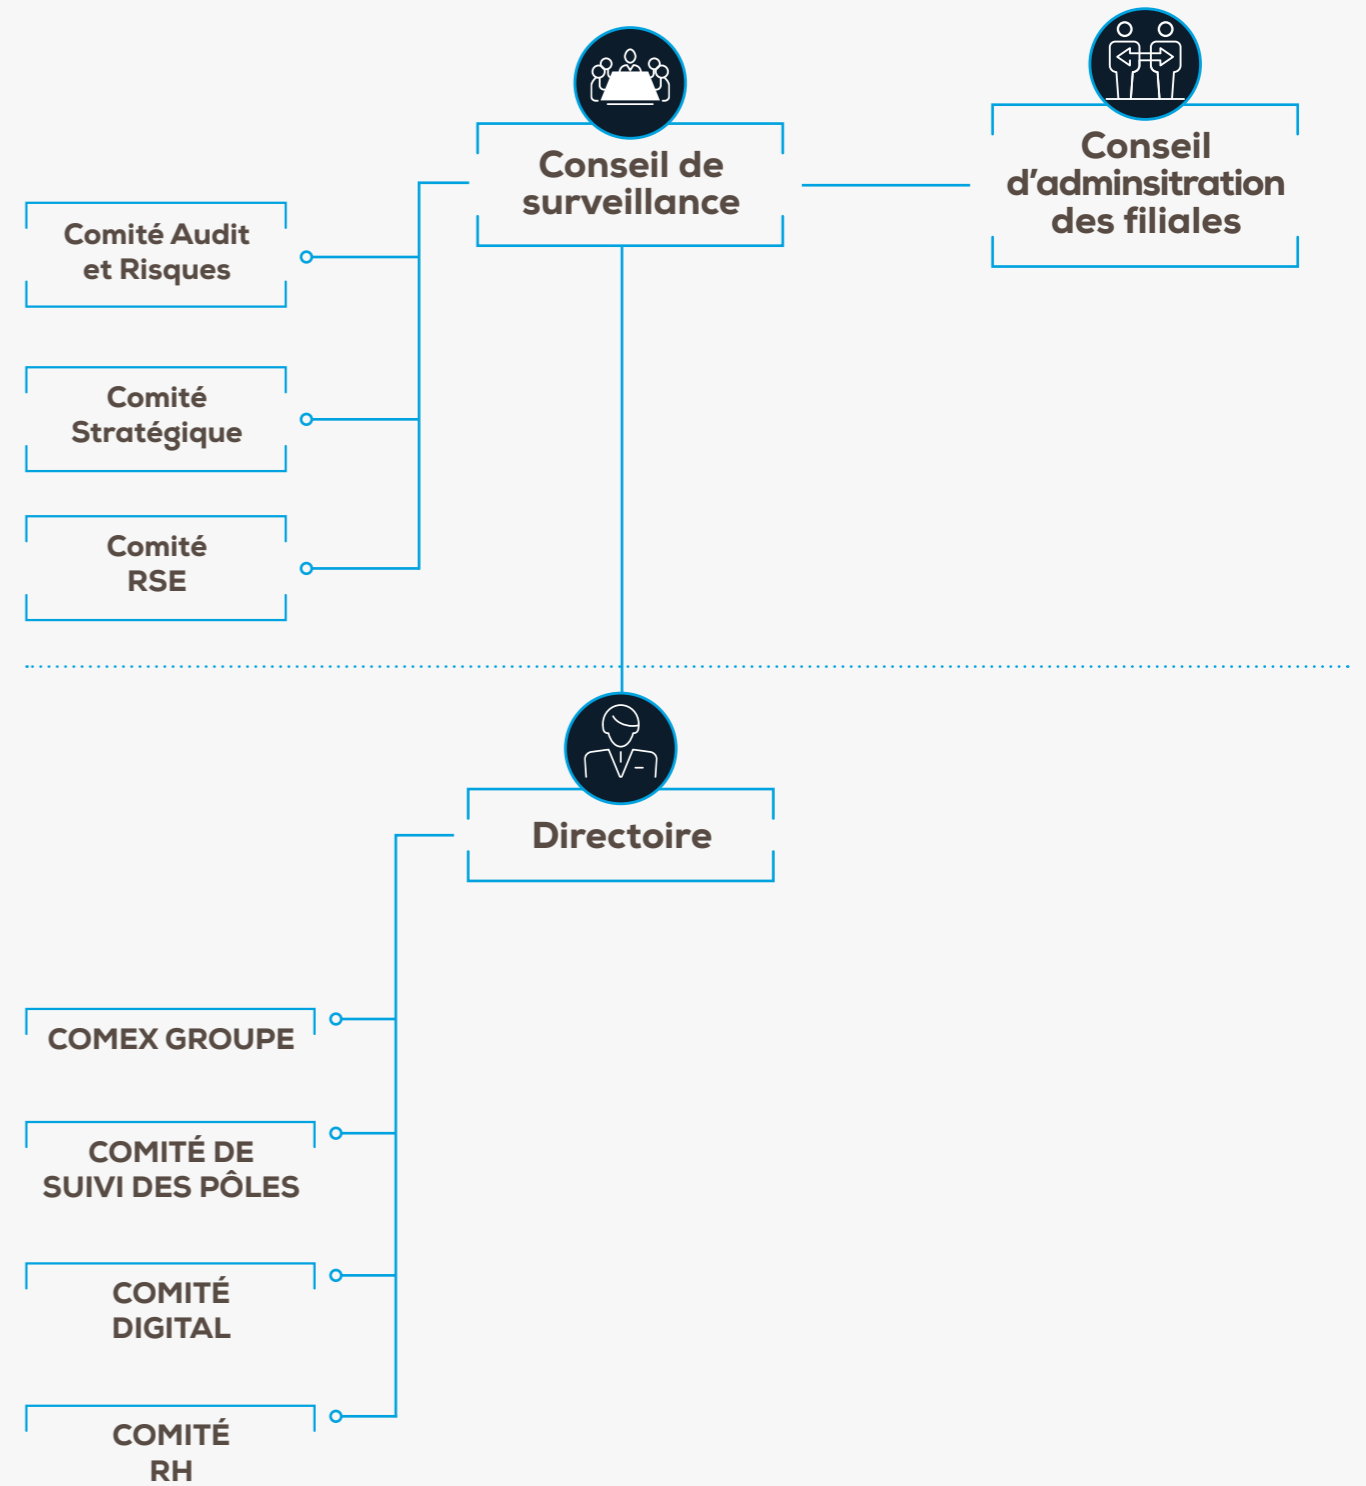 Conseil de
surveillance
Conseil
d’adminsitration
des filiales
Comité Audit
et Risques
Comité
Stratégique
Comité
RSE
Directoire
COMEX GROUPE
COMITÉ DE
SUIVI DES PÔLES
COMITÉ
DIGITAL
COMITÉ
RH